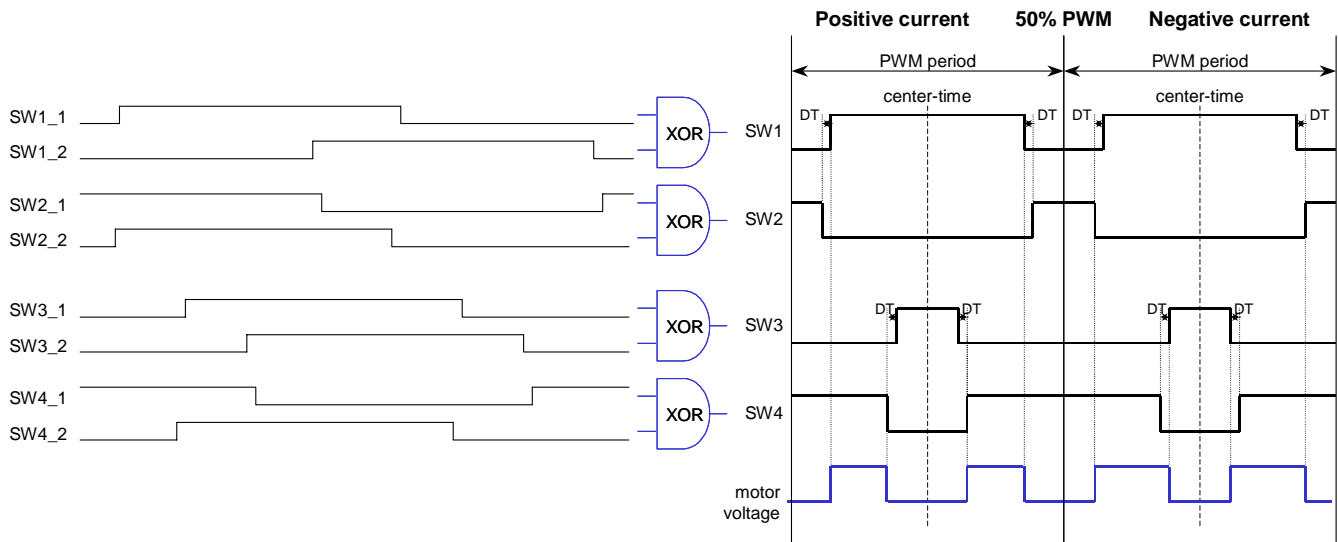 Positive current 50% PWM Negative current
PWM period PWM period
center-time center-time
SW1_1
SW1_2
XOR
SW1
DT DT DT DT
SW2_1
SW2_2
XOR
SW2
SW3_1
SW3_2
XOR
SW3
DT DT DT DT
SW4_1
SW4_2
XOR
SW4
motor
voltage